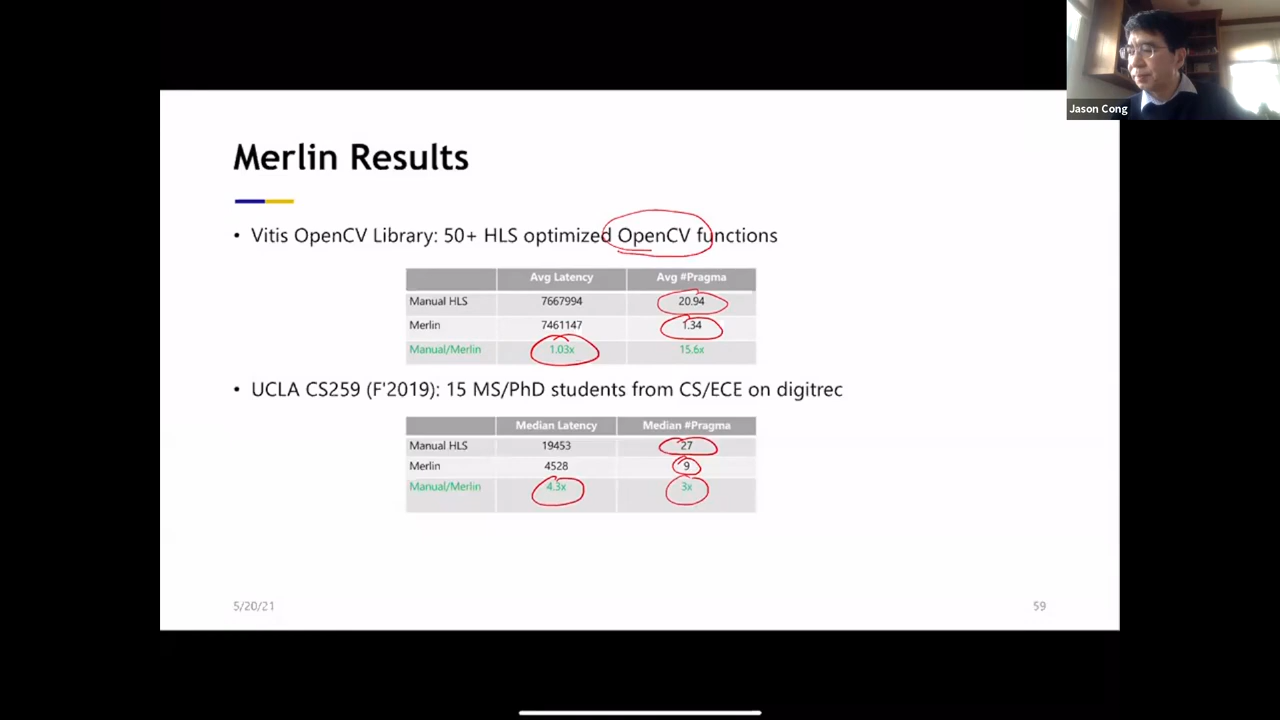 Jason Cong
Merlin Results
• Vitis OpenCV Library: 50+ HLS optimized OpenCV functions
Avg Latency Avg #Pragma
Manual HLS 7667994 20.94
Merlin 7461147 1.34
Manual/Merlin 1.03x 15.6x
• UCLA CS259 (F'2019): 15 MS/PhD students from CS/ECE on digitrec
Median Latency Median #Pragma
Manual HLS 19453 27
Merlin 4528 9
Manual/Merlin 4.3x 3x
5/20/21 59